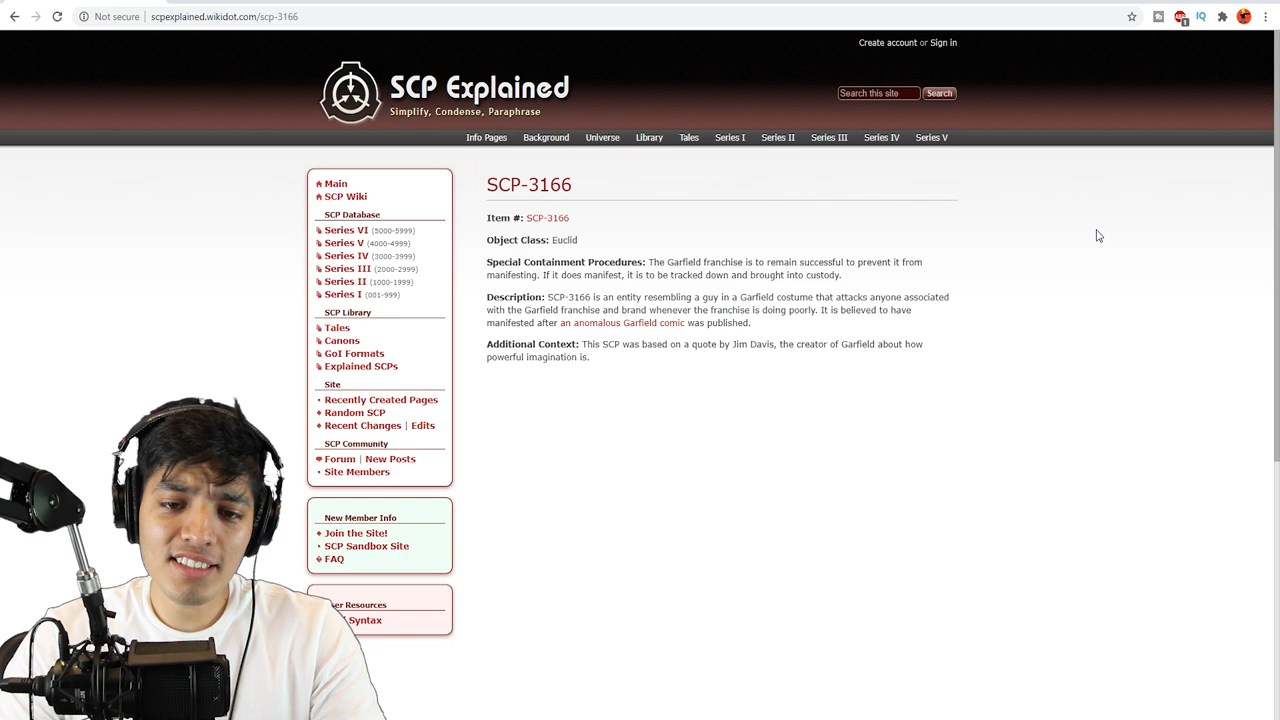 Not secure | scpexplained.wikidot.com/scp-3166
Create account or Sign in
SCP Explained
Simplify, Condense, Paraphrase
Search this site
Search
Info Pages Background Universe Library Tales Series I Series II Series III Series IV Series V
Main
SCP Wiki
SCP Database
Series VI (5000-5999)
Series V (4000-4999)
Series IV (3000-3999)
Series III (2000-2999)
Series II (1000-1999)
Series I (001-999)
SCP Library
Tales
Canons
GoI Formats
Explained SCPs
Site
Recently Created Pages
Random SCP
Recent Changes | Edits
SCP Community
Forum | New Posts
Site Members
New Member Info
Join the Site!
SCP Sandbox Site
FAQ
Resources
Syntax
SCP-3166
Item #: SCP-3166
Object Class: Euclid
Special Containment Procedures: The Garfield franchise is to remain successful to prevent it from
manifesting. If it does manifest, it is to be tracked down and brought into custody.
Description: SCP-3166 is an entity resembling a guy in a Garfield costume that attacks anyone associated
with the Garfield franchise and brand whenever the franchise is doing poorly. It is believed to have
manifested after an anomalous Garfield comic was published.
Additional Context: This SCP was based on a quote by Jim Davis, the creator of Garfield about how
powerful imagination is.